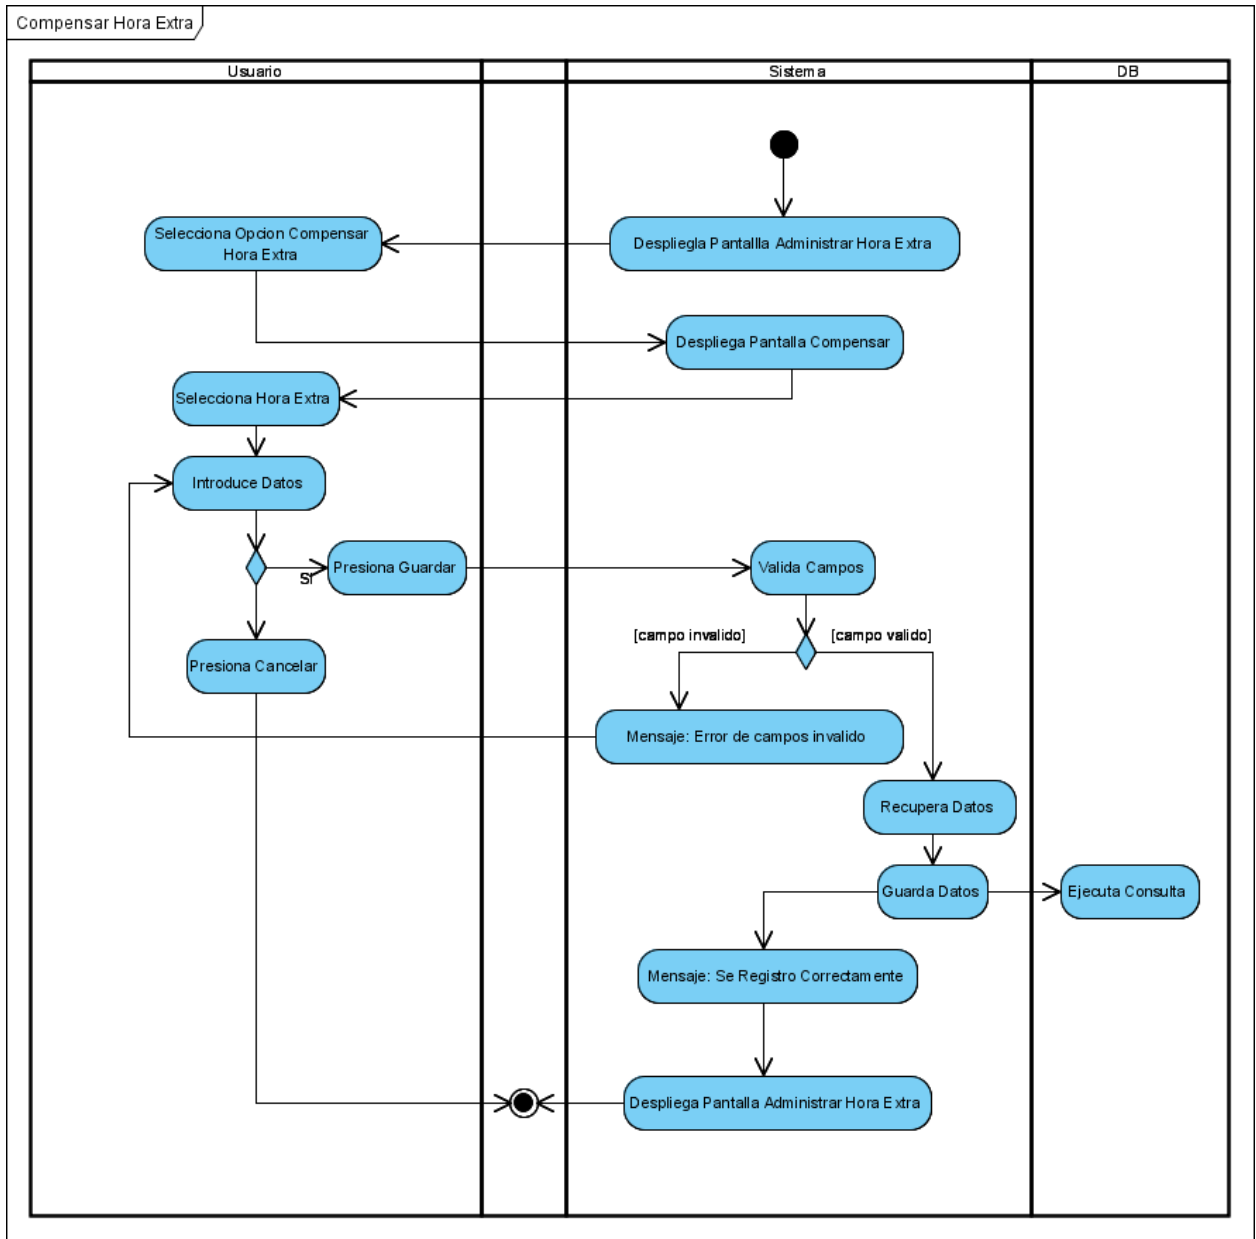 Compensar Hora Extra
Usuario
Sistema
DB
Selecciona Opcion Compensar
Hora Extra
Despliegla Pantallla Administrar Hora Extra
Despliega Pantalla Compensar
Selecciona Hora Extra
Introduce Datos
SI
Presiona Guardar
Valida Campos
[campo invalido]
[campo valido]
Presiona Cancelar
Mensaje: Error de campos invalido
Recupera Datos
Guarda Datos
Ejecuta Consulta
Mensaje: Se Registro Correctamente
Despliega Pantalla Administrar Hora Extra